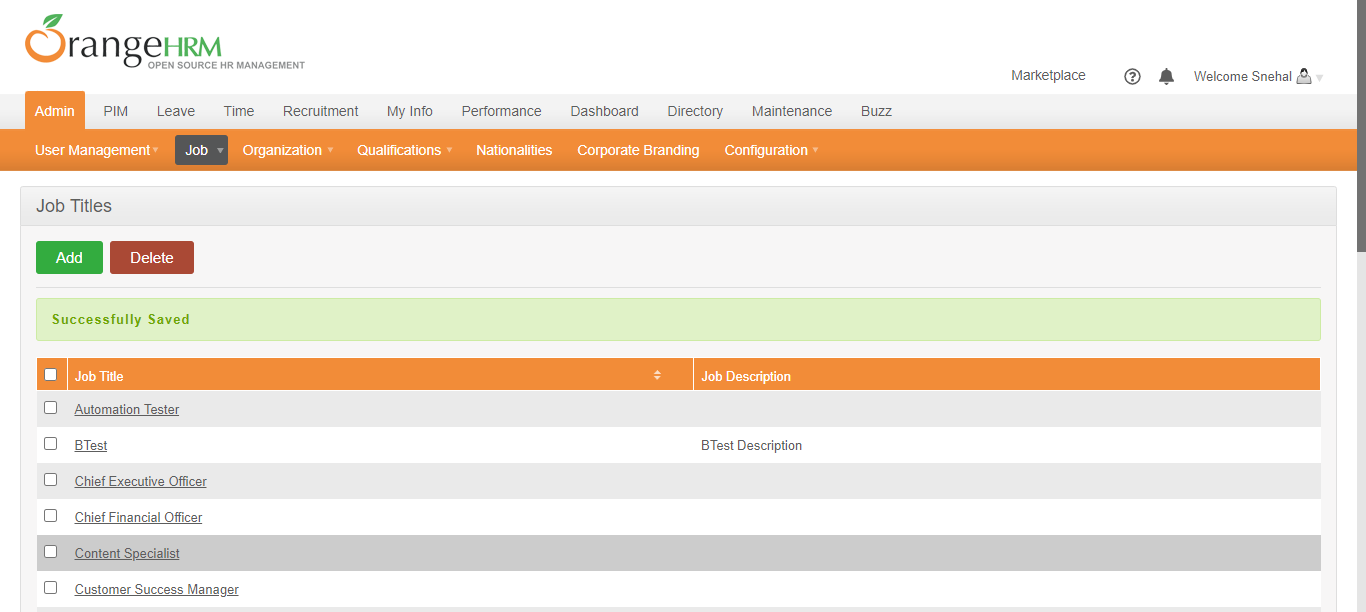 OrangeHRM
OPEN SOURCE HR MANAGEMENT
Marketplace ? Welcome Snehal
Admin PIM Leave Time Recruitment My Info Performance Dashboard Directory Maintenance Buzz
User Management Job Organization Qualifications Nationalities Corporate Branding Configuration
Job Titles
Add Delete
Successfully Saved
Job Title Job Description
Automation Tester
BTest BTest Description
Chief Executive Officer
Chief Financial Officer
Content Specialist
Customer Success Manager